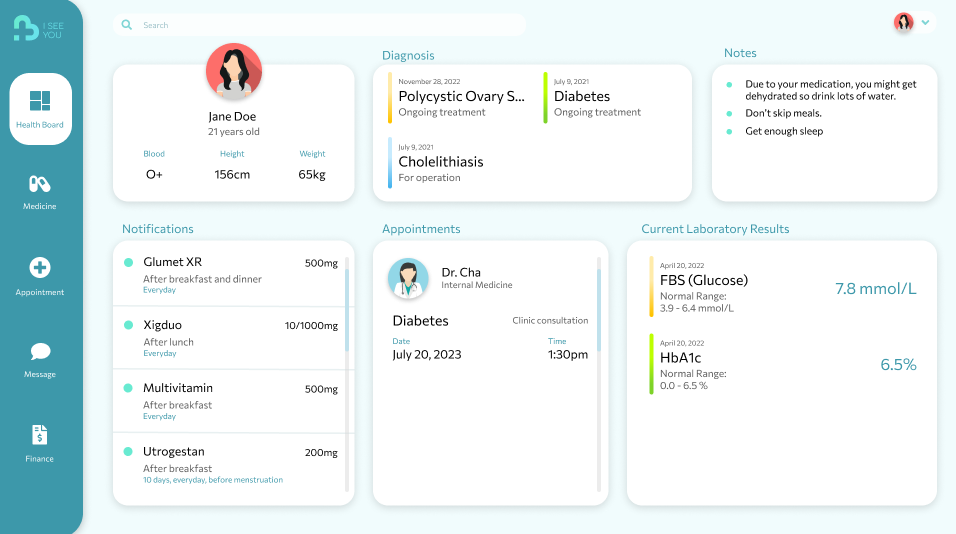 I SEE
YOU
Search
Health Board
Medicine
Appointment
Message
Finance
Jane Doe
21 years old
Blood Height Weight
O+ 156cm 65kg
Diagnosis
November 28, 2022
Polycystic Ovary S...
Ongoing treatment
July 9, 2021
Diabetes
Ongoing treatment
July 9, 2021
Cholelithiasis
For operation
Notes
Due to your medication, you might get
dehydrated so drink lots of water.
Don't skip meals.
Get enough sleep
Notifications
Glumet XR 500mg
After breakfast and dinner
Everyday
Xigduo 10/1000mg
After lunch
Everyday
Multivitamin 500mg
After breakfast
Everyday
Utrogestan 200mg
After breakfast
10 days, everyday, before menstruation
Appointments
Dr. Cha
Internal Medicine
Diabetes Clinic consultation
Date Time
July 20, 2023 1:30pm
Current Laboratory Results
April 20, 2022
FBS (Glucose) 7.8 mmol/L
Normal Range:
3.9 - 6.4 mmol/L
April 20, 2022
HbA1c 6.5%
Normal Range:
0.0 - 6.5 %